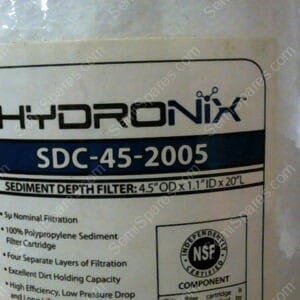 HYDRONIX
SDC-45-2005
SEDIMENT DEPTH FILTER: 4.5" OD x 1.1" ID x 20"L
• 5µ Nominal Filtration
• 100% Polypropylene Sediment
Filter Cartridge
• Four Separate Layers of Filtration
• Excellent Dirt Holding Capacity
• High Efficiency, Low Pressure Drop
INDEPENDENTLY
NSF
CERTIFIED
COMPONENT
SemiSpares.com